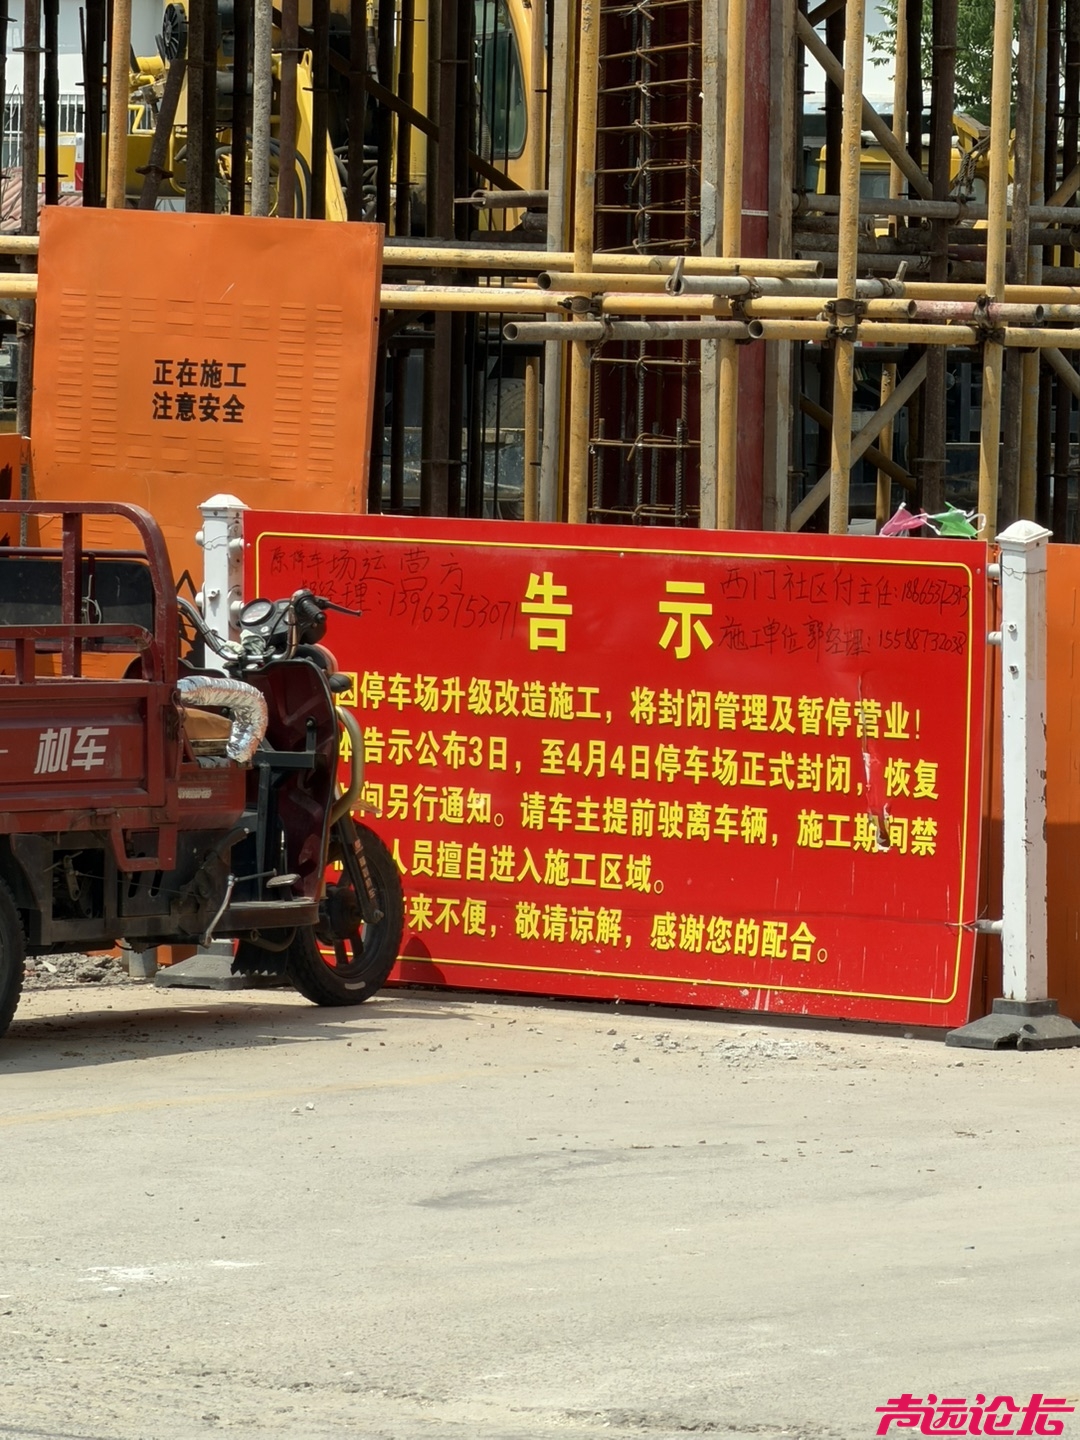 正在施工
注意安全
原停车场运营方
经理：13963753071
西门社区付主任：
施工单位郭经理：15588732038
告示
因停车场升级改造施工，将封闭管理及暂停营业！
本告示公布3日，至4月4日停车场正式封闭，恢复
间另行通知。请车主提前驶离车辆，施工期间禁
人员擅自进入施工区域。
来不便，敬请谅解，感谢您的配合。
机车
声远论坛